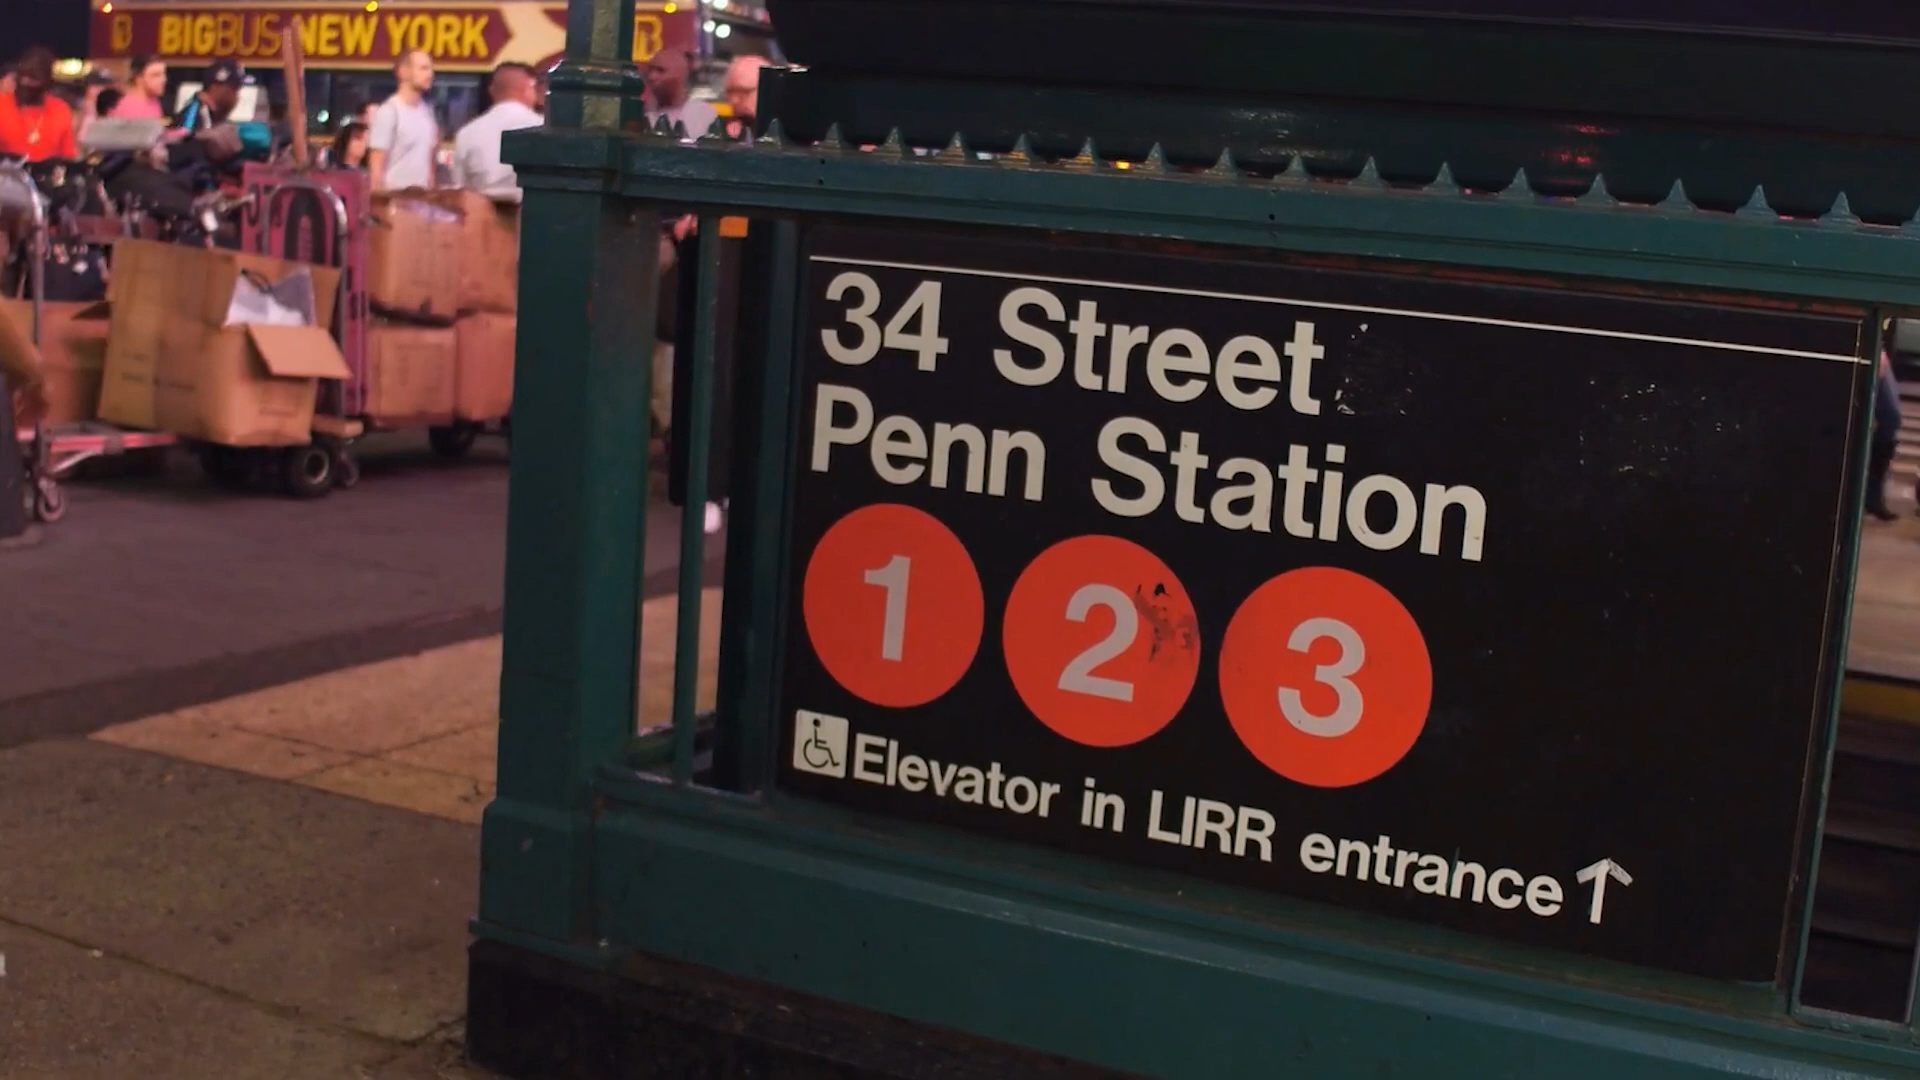 BIGBUS NEW YORK
34 Street
Penn Station
1 2 3
Elevator in LIRR entrance ↑